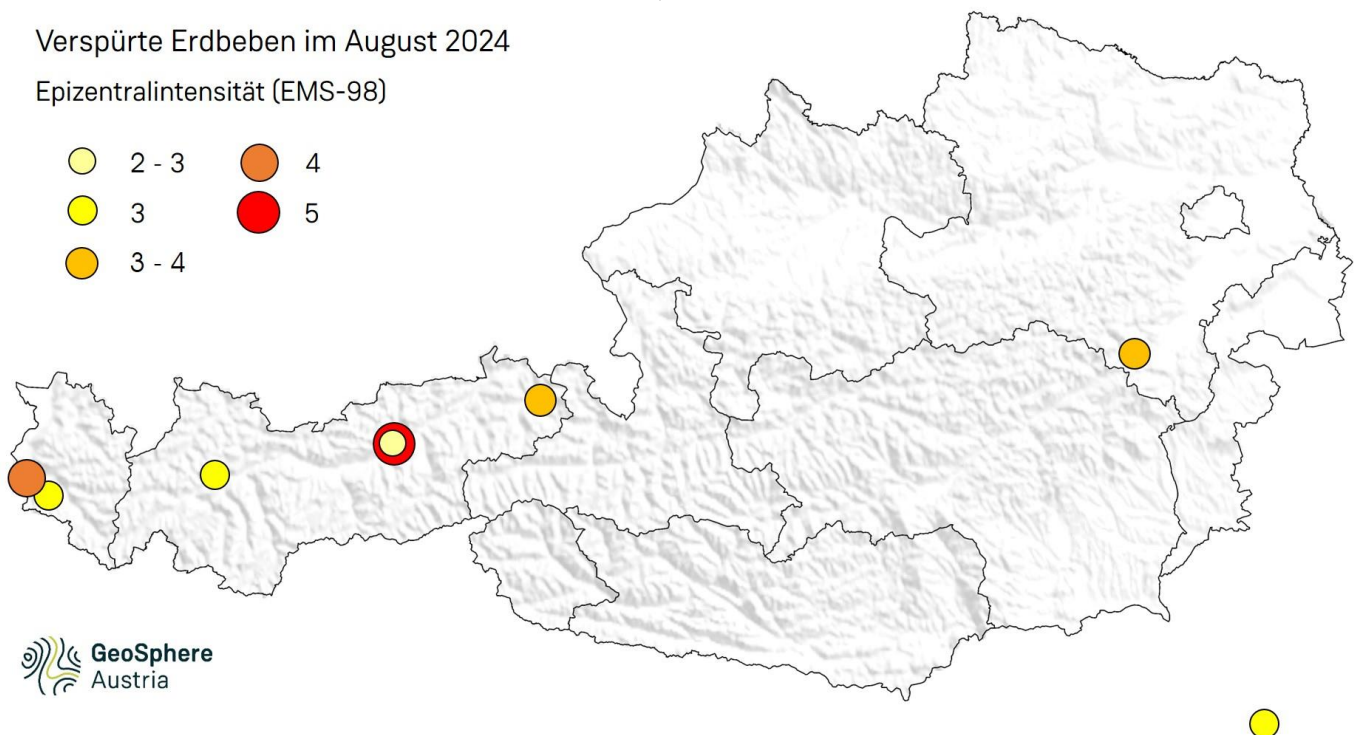 Verspürte Erdbeben im August 2024
Epizentralintensität (EMS-98)
2 - 3
4
3
5
3 - 4
GeoSphere
Austria